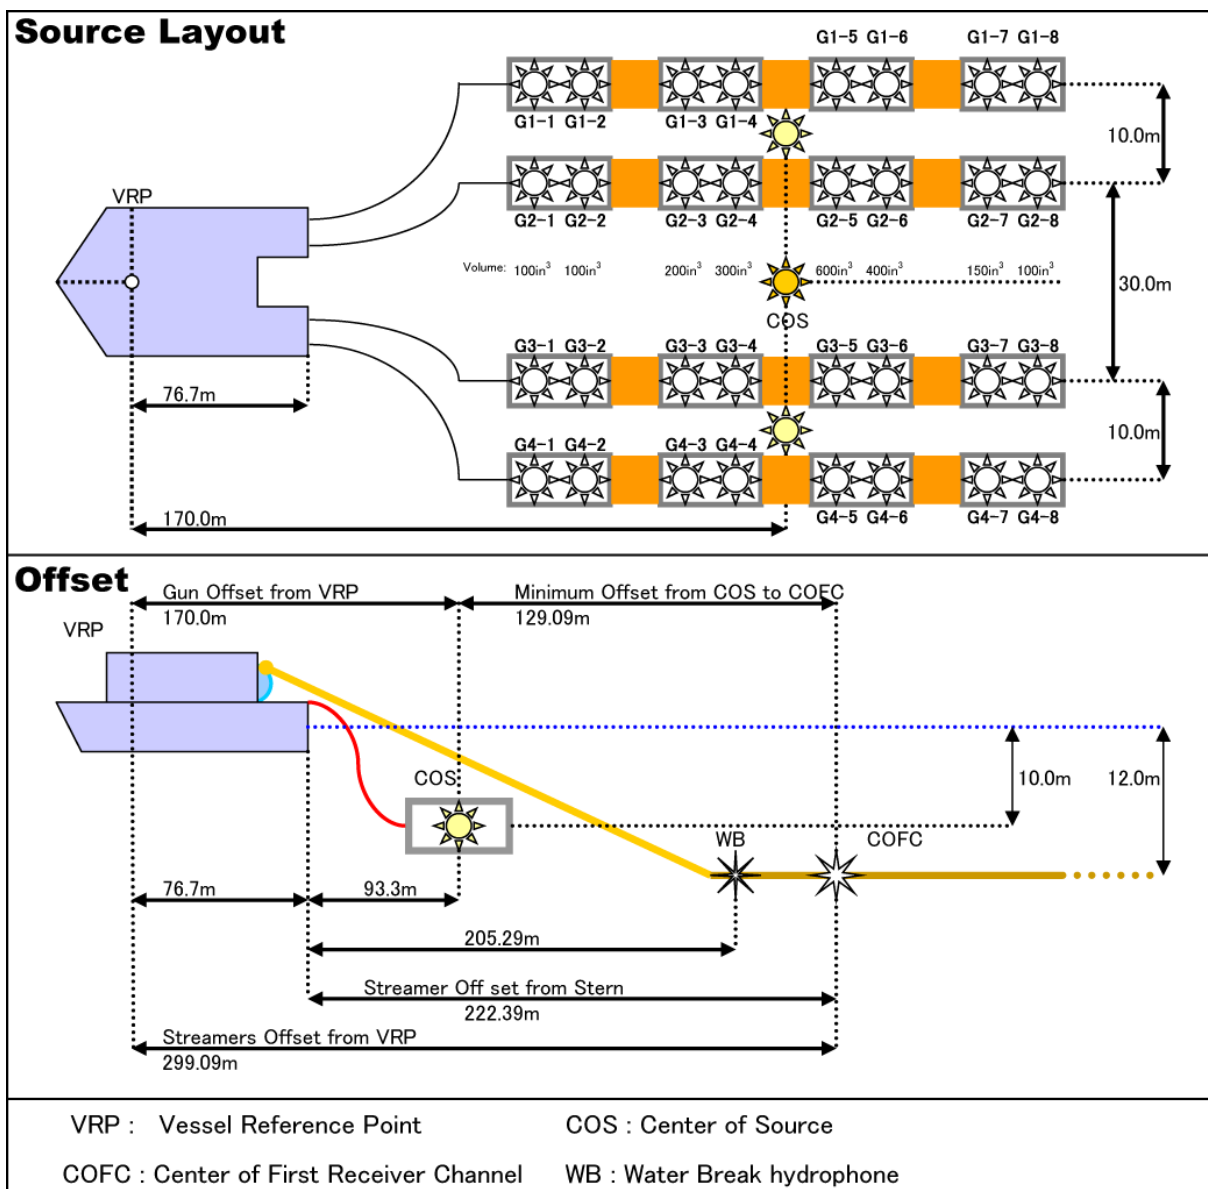 Source Layout
G1-5 G1-6 G1-7 G1-8
G1-1 G1-2 G1-3 G1-4
10.0m
VRP
G2-1 G2-2 G2-3 G2-4 G2-5 G2-6 G2-7 G2-8
Volume: 100in³ 100in³ 200in³ 300in³ 600in³ 400in³ 150in³ 100in³
30.0m
COS
G3-1 G3-2 G3-3 G3-4 G3-5 G3-6 G3-7 G3-8
76.7m
10.0m
G4-1 G4-2 G4-3 G4-4
G4-5 G4-6 G4-7 G4-8
170.0m
Offset
Gun Offset from VRP
170.0m
Minimum Offset from COS to COFC
129.09m
VRP
COS
10.0m
12.0m
WB
COFC
76.7m
93.3m
205.29m
Streamer Off set from Stern
222.39m
Streamers Offset from VRP
299.09m
VRP : Vessel Reference Point
COS : Center of Source
COFC : Center of First Receiver Channel
WB : Water Break hydrophone